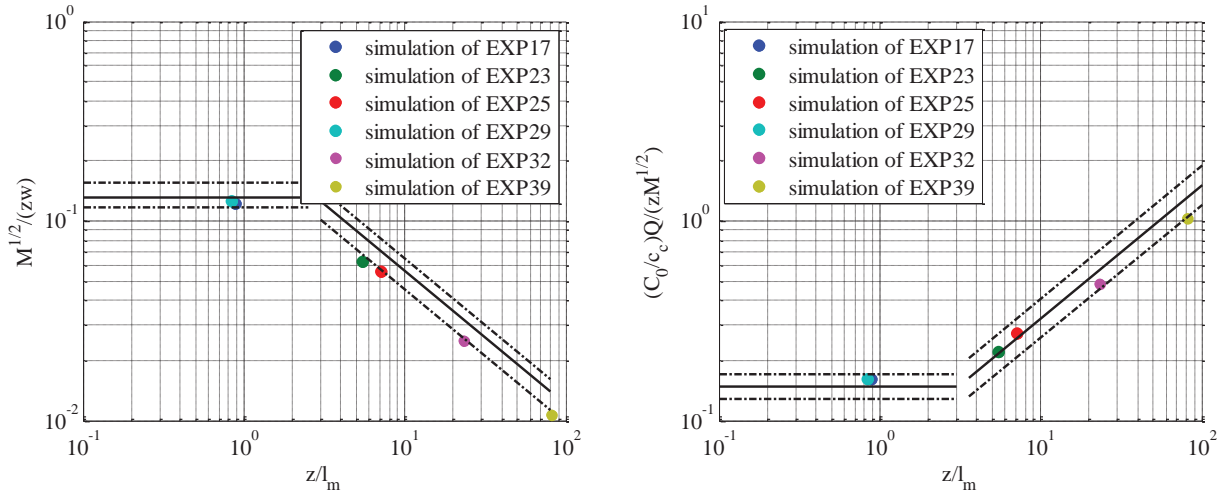 10^0
10^-1
10^-2
M^{1/2}/(zw)
simulation of EXP17
simulation of EXP23
simulation of EXP25
simulation of EXP29
simulation of EXP32
simulation of EXP39
10^-1
10^0
10^1
10^2
z/l_m
10^1
10^0
10^-1
(C_0/c_c)Q/(zM^{1/2})
simulation of EXP17
simulation of EXP23
simulation of EXP25
simulation of EXP29
simulation of EXP32
simulation of EXP39
10^-1
10^0
10^1
10^2
z/l_m